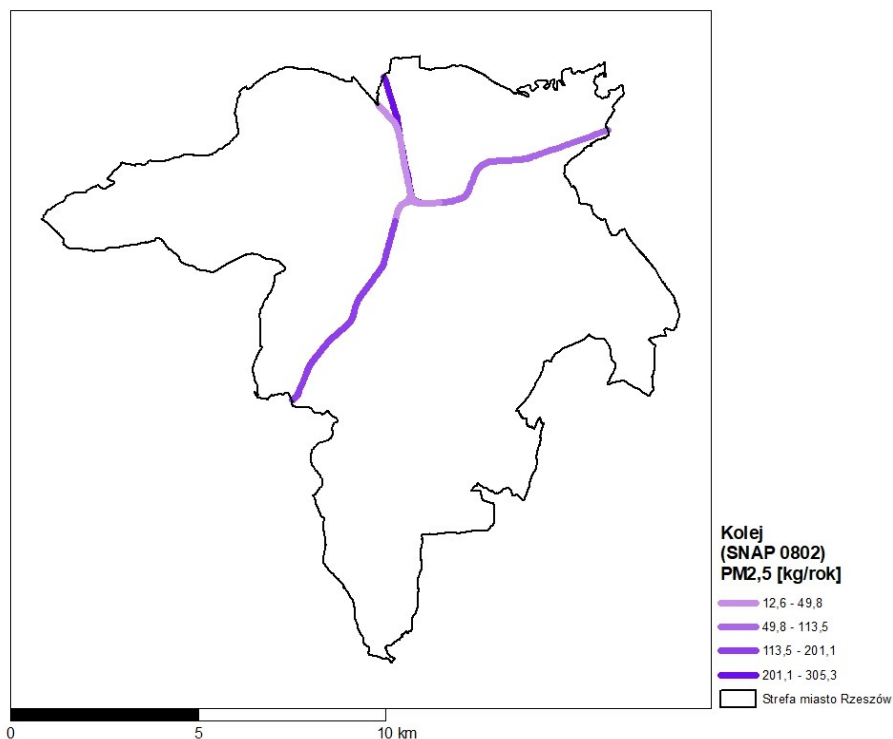 Kolej
(SNAP 0802)
PM2,5 [kg/rok]
12,6 - 49,8
49,8 - 113,5
113,5 - 201,1
201,1 - 305,3
Strefa miasto Rzeszów
0 5 10 km